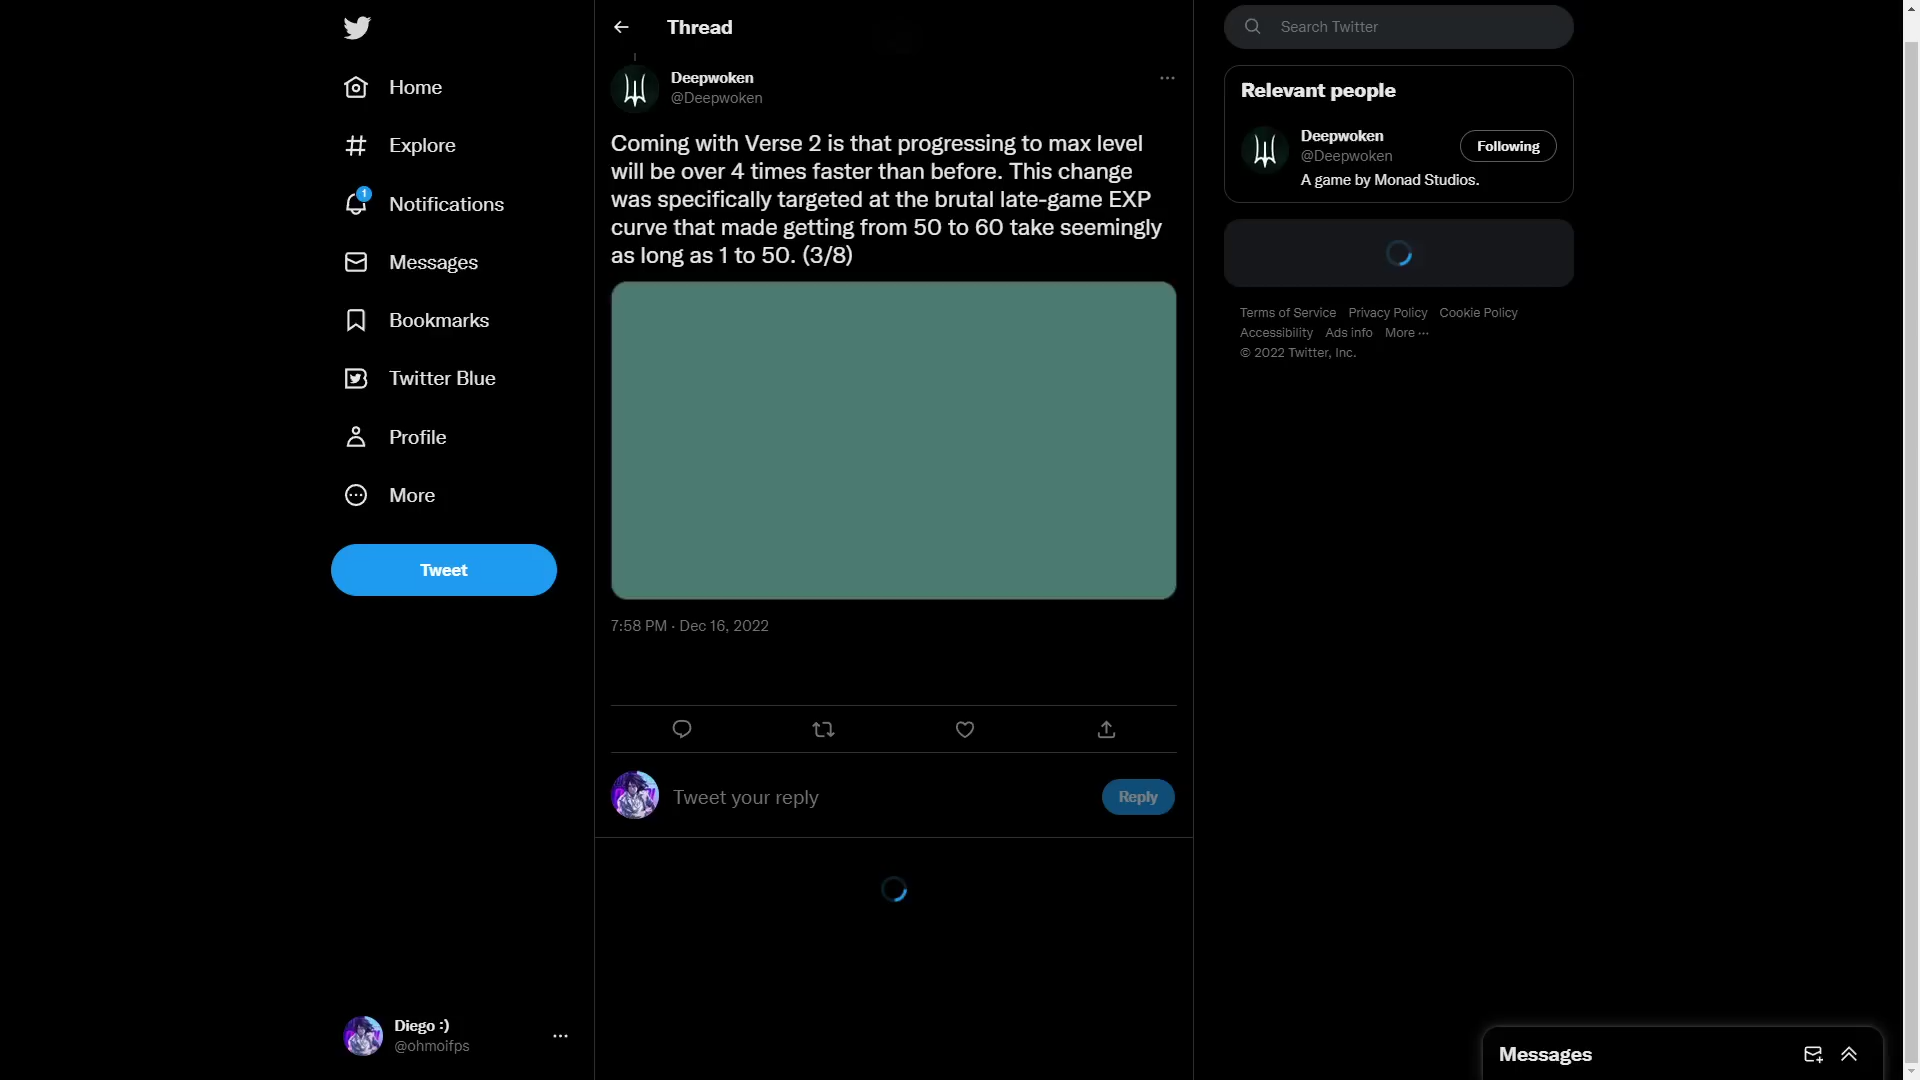 Home
Explore
1
Notifications
Messages
Bookmarks
Twitter Blue
Profile
More
Tweet
Diego :)
@ohmoifps
Thread
Deepwoken
@Deepwoken
Coming with Verse 2 is that progressing to max level
will be over 4 times faster than before. This change
was specifically targeted at the brutal late-game EXP
curve that made getting from 50 to 60 take seemingly
as long as 1 to 50. (3/8)
7:58 PM · Dec 16, 2022
Tweet your reply
Reply
Search Twitter
Relevant people
Deepwoken
@Deepwoken
Following
A game by Monad Studios.
Terms of Service Privacy Policy Cookie Policy
Accessibility Ads info More ···
© 2022 Twitter, Inc.
Messages